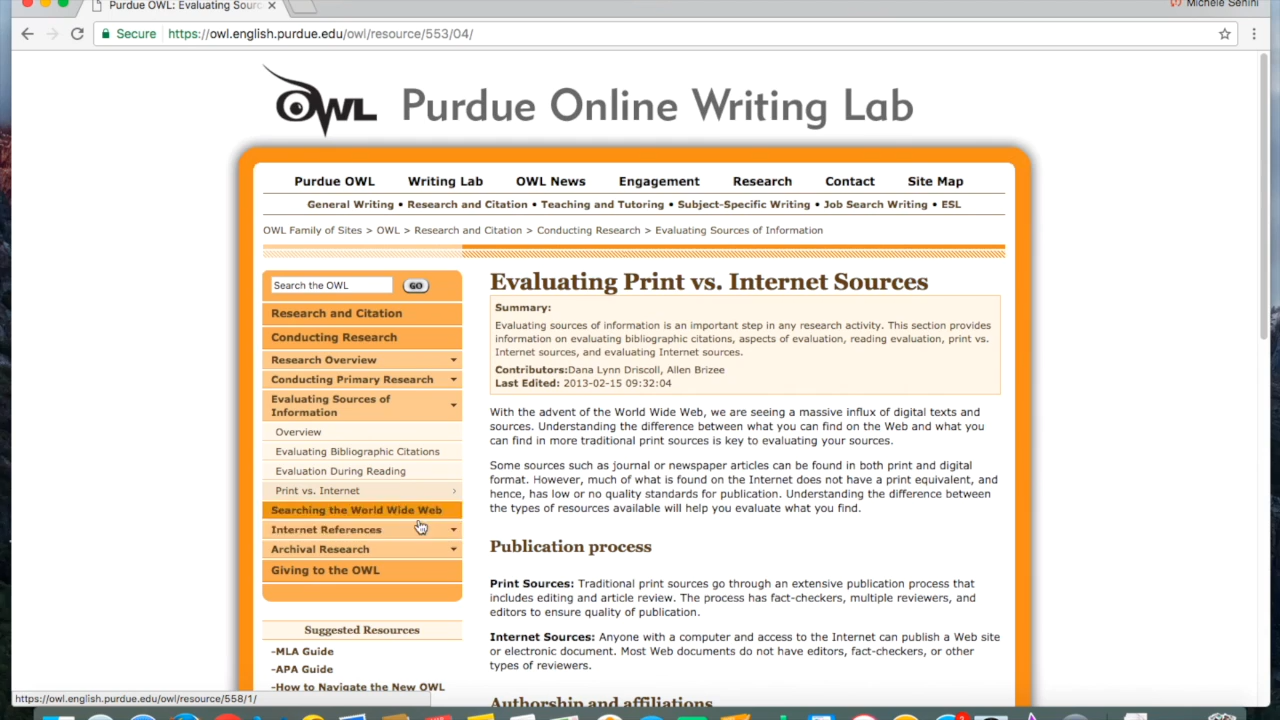 Purdue OWL: Evaluating Sourc
Michele Senini
Secure https://owl.english.purdue.edu/owl/resource/553/04/
OWL Purdue Online Writing Lab
Purdue OWL Writing Lab OWL News Engagement Research Contact Site Map
General Writing • Research and Citation • Teaching and Tutoring • Subject-Specific Writing • Job Search Writing • ESL
OWL Family of Sites > OWL > Research and Citation > Conducting Research > Evaluating Sources of Information
Search the OWL GO
Research and Citation
Conducting Research
Research Overview
Conducting Primary Research
Evaluating Sources of
Information
Overview
Evaluating Bibliographic Citations
Evaluation During Reading
Print vs. Internet
Searching the World Wide Web
Internet References
Archival Research
Giving to the OWL
Suggested Resources
-MLA Guide
-APA Guide
-How to Navigate the New OWL
Evaluating Print vs. Internet Sources
Summary:
Evaluating sources of information is an important step in any research activity. This section provides
information on evaluating bibliographic citations, aspects of evaluation, reading evaluation, print vs.
Internet sources, and evaluating Internet sources.
Contributors:Dana Lynn Driscoll, Allen Brizee
Last Edited: 2013-02-15 09:32:04
With the advent of the World Wide Web, we are seeing a massive influx of digital texts and
sources. Understanding the difference between what you can find on the Web and what you
can find in more traditional print sources is key to evaluating your sources.
Some sources such as journal or newspaper articles can be found in both print and digital
format. However, much of what is found on the Internet does not have a print equivalent, and
hence, has low or no quality standards for publication. Understanding the difference between
the types of resources available will help you evaluate what you find.
Publication process
Print Sources: Traditional print sources go through an extensive publication process that
includes editing and article review. The process has fact-checkers, multiple reviewers, and
editors to ensure quality of publication.
Internet Sources: Anyone with a computer and access to the Internet can publish a Web site
or electronic document. Most Web documents do not have editors, fact-checkers, or other
types of reviewers.
Authorship and affiliations
https://owl.english.purdue.edu/owl/resource/558/1/